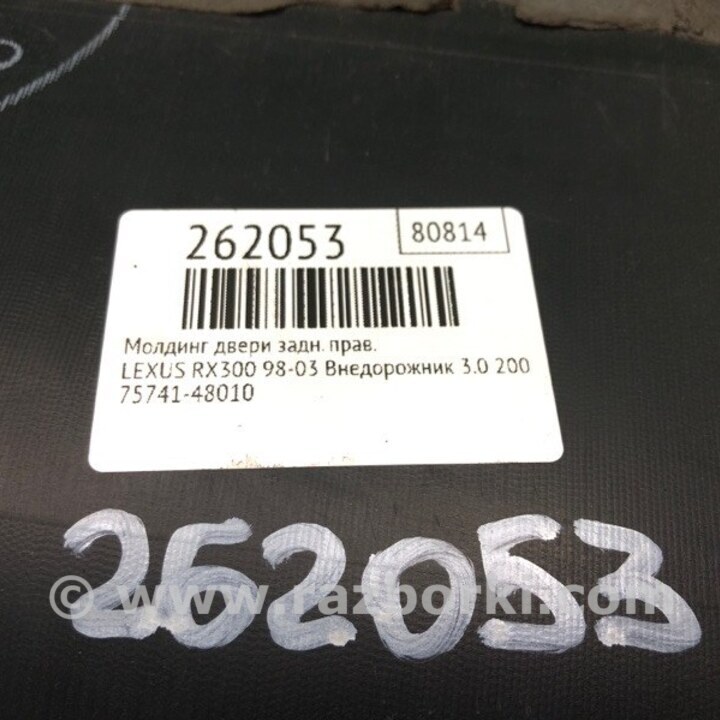 262053
80814
Молдинг двери задн. прав.
LEXUS RX300 98-03 Внедорожник 3.0 200
75741-48010
262053
© www.razborki.com